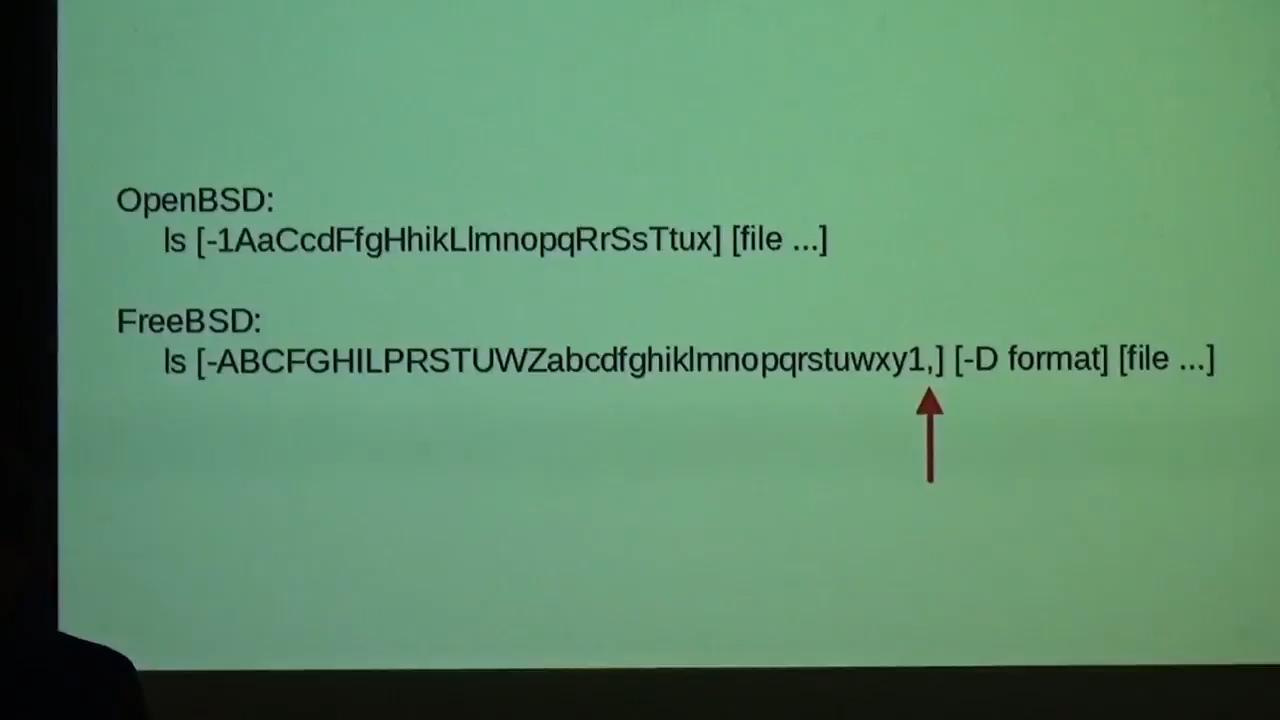 OpenBSD:
ls [-1AaCcdFfgHhikLlmnopqRrSsTtux] [file ...]
FreeBSD:
ls [-ABCFGHILPRSTUWZabcdfghiklmnopqrstuwxy1,] [-D format] [file ...]